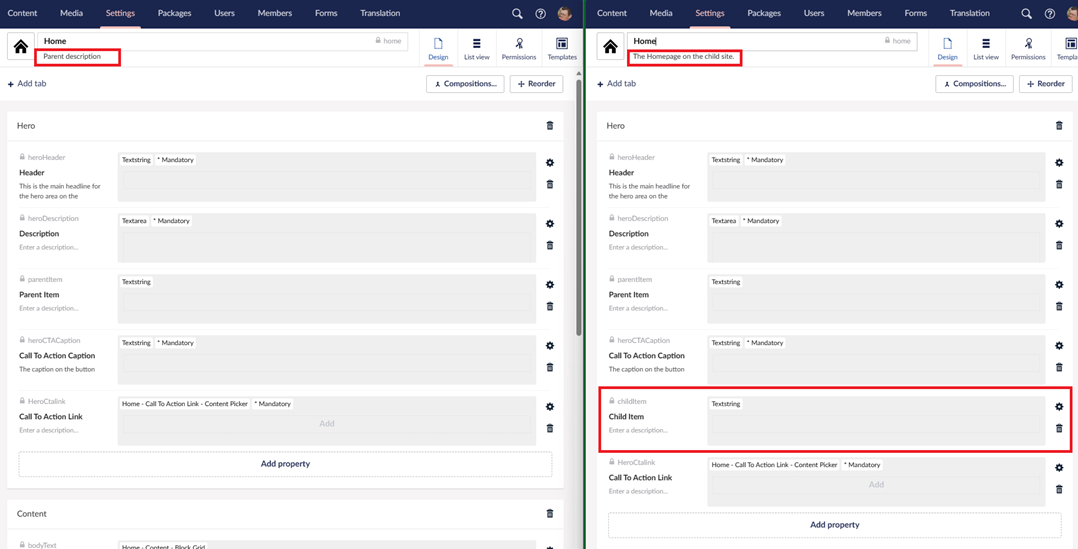 Content Media Settings Packages Users Members Forms Translation
Home
home
Parent description
Design List view Permissions Templates
+ Add tab
Compositions... Reorder
Hero
heroHeader
Header
This is the main headline for
the hero area on the
Textstring * Mandatory
heroDescription
Description
Enter a description...
Textarea * Mandatory
parentItem
Parent Item
Enter a description...
Textstring
heroCTACaption
Call To Action Caption
The caption on the button
Textstring * Mandatory
HeroCtalink
Call To Action Link
Enter a description...
Home - Call To Action Link - Content Picker * Mandatory
Add
Add property
Content
bodyText
Home - Content - Block Grid
Content Media Settings Packages Users Members Forms Translation
Home
home
The Homepage on the child site.
Design List view Permissions Templa
+ Add tab
Compositions... Reorder
Hero
heroHeader
Header
This is the main headline for
the hero area on the
Textstring * Mandatory
heroDescription
Description
Enter a description...
Textarea * Mandatory
parentItem
Parent Item
Enter a description...
Textstring
heroCTACaption
Call To Action Caption
The caption on the button
Textstring * Mandatory
childItem
Child Item
Enter a description...
Textstring
HeroCtalink
Call To Action Link
Enter a description...
Home - Call To Action Link - Content Picker * Mandatory
Add
Add property